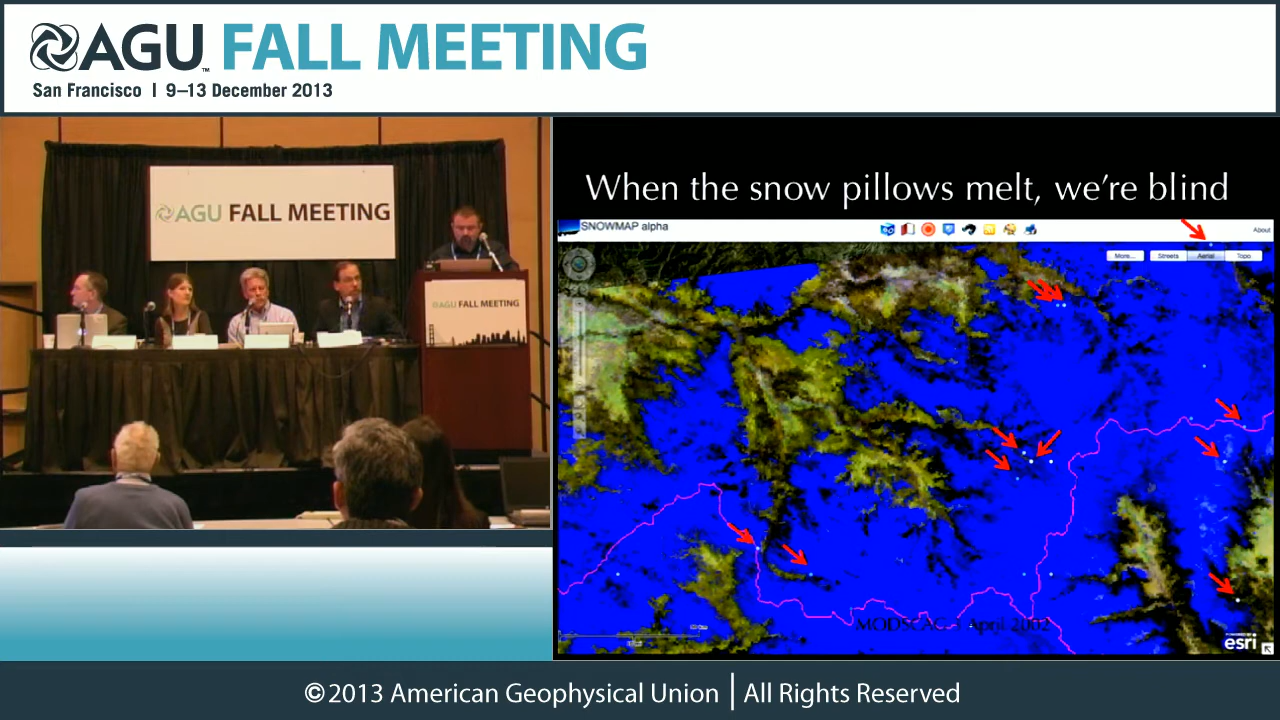 AGU FALL MEETING
San Francisco | 9–13 December 2013
AGU FALL MEETING
AGU FALL MEETING
When the snow pillows melt, we're blind
SNOWMAP alpha
About
More...
Streets
Aerial
Topo
April 2002
POWERED BY
esri
©2013 American Geophysical Union | All Rights Reserved